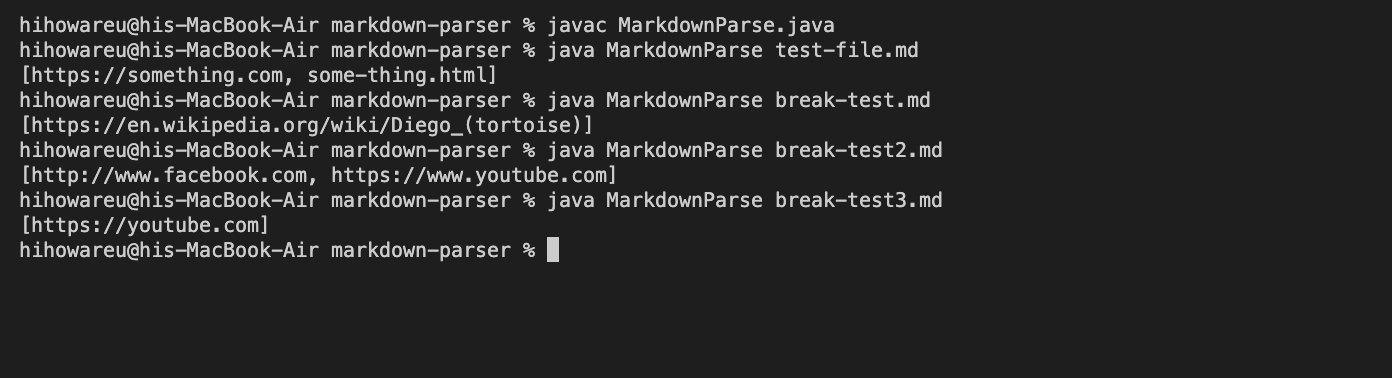 hihowareu@his-MacBook-Air markdown-parser % javac MarkdownParse.java
hihowareu@his-MacBook-Air markdown-parser % java MarkdownParse test-file.md
[https://something.com, some-thing.html]
hihowareu@his-MacBook-Air markdown-parser % java MarkdownParse break-test.md
[https://en.wikipedia.org/wiki/Diego_(tortoise)]
hihowareu@his-MacBook-Air markdown-parser % java MarkdownParse break-test2.md
[http://www.facebook.com, https://www.youtube.com]
hihowareu@his-MacBook-Air markdown-parser % java MarkdownParse break-test3.md
[https://youtube.com]
hihowareu@his-MacBook-Air markdown-parser %